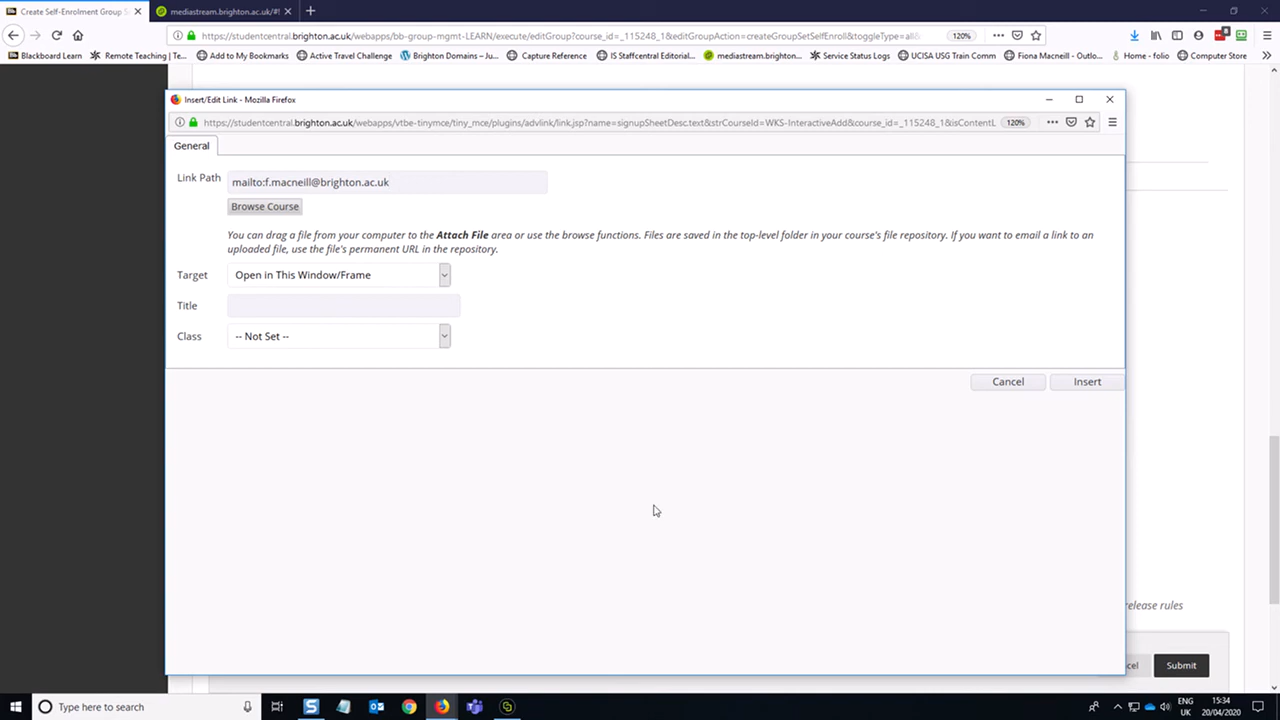 Create Self-Enrolment Group S
mediastream.brighton.ac.uk/#!
https://studentcentral.brighton.ac.uk/webapps/bb-group-mgmt-LEARN/execute/editGroup?course_id=_115248_1&editGroupAction=createGroupSetSelfEnroll&toggleType=all&
120%
Blackboard Learn
Remote Teaching | Te...
Add to My Bookmarks
Active Travel Challenge
Brighton Domains – Ju...
Capture Reference
IS Staffcentral Editorial...
mediastream.brighton...
Service Status Logs
UCISA USG Train Comm
Fiona Macneill - Outlo...
Home - folio
Computer Store
Insert/Edit Link - Mozilla Firefox
https://studentcentral.brighton.ac.uk/webapps/vtbe-tinymce/tiny_mce/plugins/advlink/link.jsp?name=signupSheetDesc.text&strCourseId=WKS-InteractiveAdd&course_id=_115248_1&isContentL
120%
General
Link Path
mailto:f.macneill@brighton.ac.uk
Browse Course
You can drag a file from your computer to the Attach File area or use the browse functions. Files are saved in the top-level folder in your course's file repository. If you want to email a link to an
uploaded file, use the file's permanent URL in the repository.
Target
Open in This Window/Frame
Title
Class
-- Not Set --
Cancel
Insert
elease rules
cel
Submit
Type here to search
ENG
UK
15:34
20/04/2020